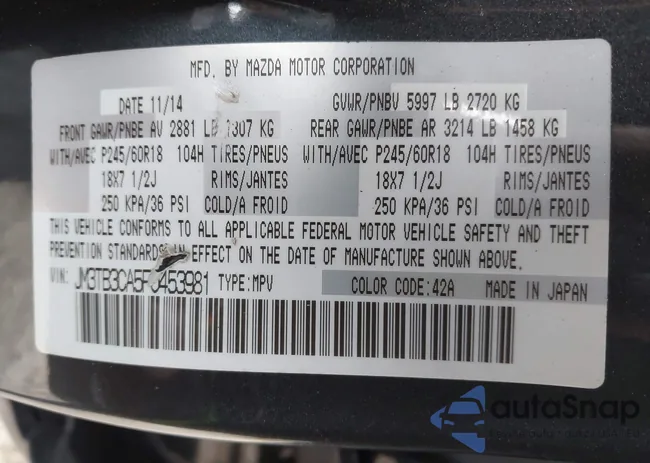 MFD. BY MAZDA MOTOR CORPORATION
DATE 11/14 GVWR/PNBV 5997 LB 2720 KG
FRONT GAWR/PNBE AV 2881 LB 1307 KG REAR GAWR/PNBE AR 3214 LB 1458 KG
WITH/AVEC P245/60R18 104H TIRES/PNEUS WITH/AVEC P245/60R18 104H TIRES/PNEUS
18X7 1/2J RIMS/JANTES 18X7 1/2J RIMS/JANTES
250 KPA/36 PSI COLD/A FROID 250 KPA/36 PSI COLD/A FROID
THIS VEHICLE CONFORMS TO ALL APPLICABLE FEDERAL MOTOR VEHICLE SAFETY AND THEFT
PREVENTION STANDARDS IN EFFECT ON THE DATE OF MANUFACTURE SHOWN ABOVE.
VIN: TYPE:MPV COLOR CODE:42A MADE IN JAPAN
autoSnap